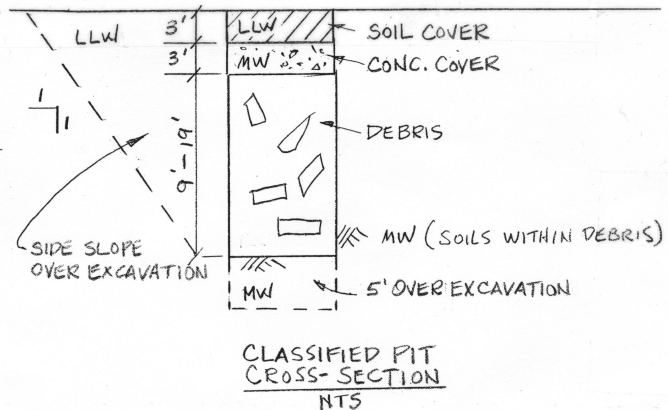 LLW
3'
LLW
SOIL COVER
3'
MW
CONC. COVER
1
1
9'-19'
DEBRIS
MW (SOILS WITHIN DEBRIS)
SIDE SLOPE
OVER EXCAVATION
MW
5' OVER EXCAVATION
CLASSIFIED PIT
CROSS-SECTION
NTS